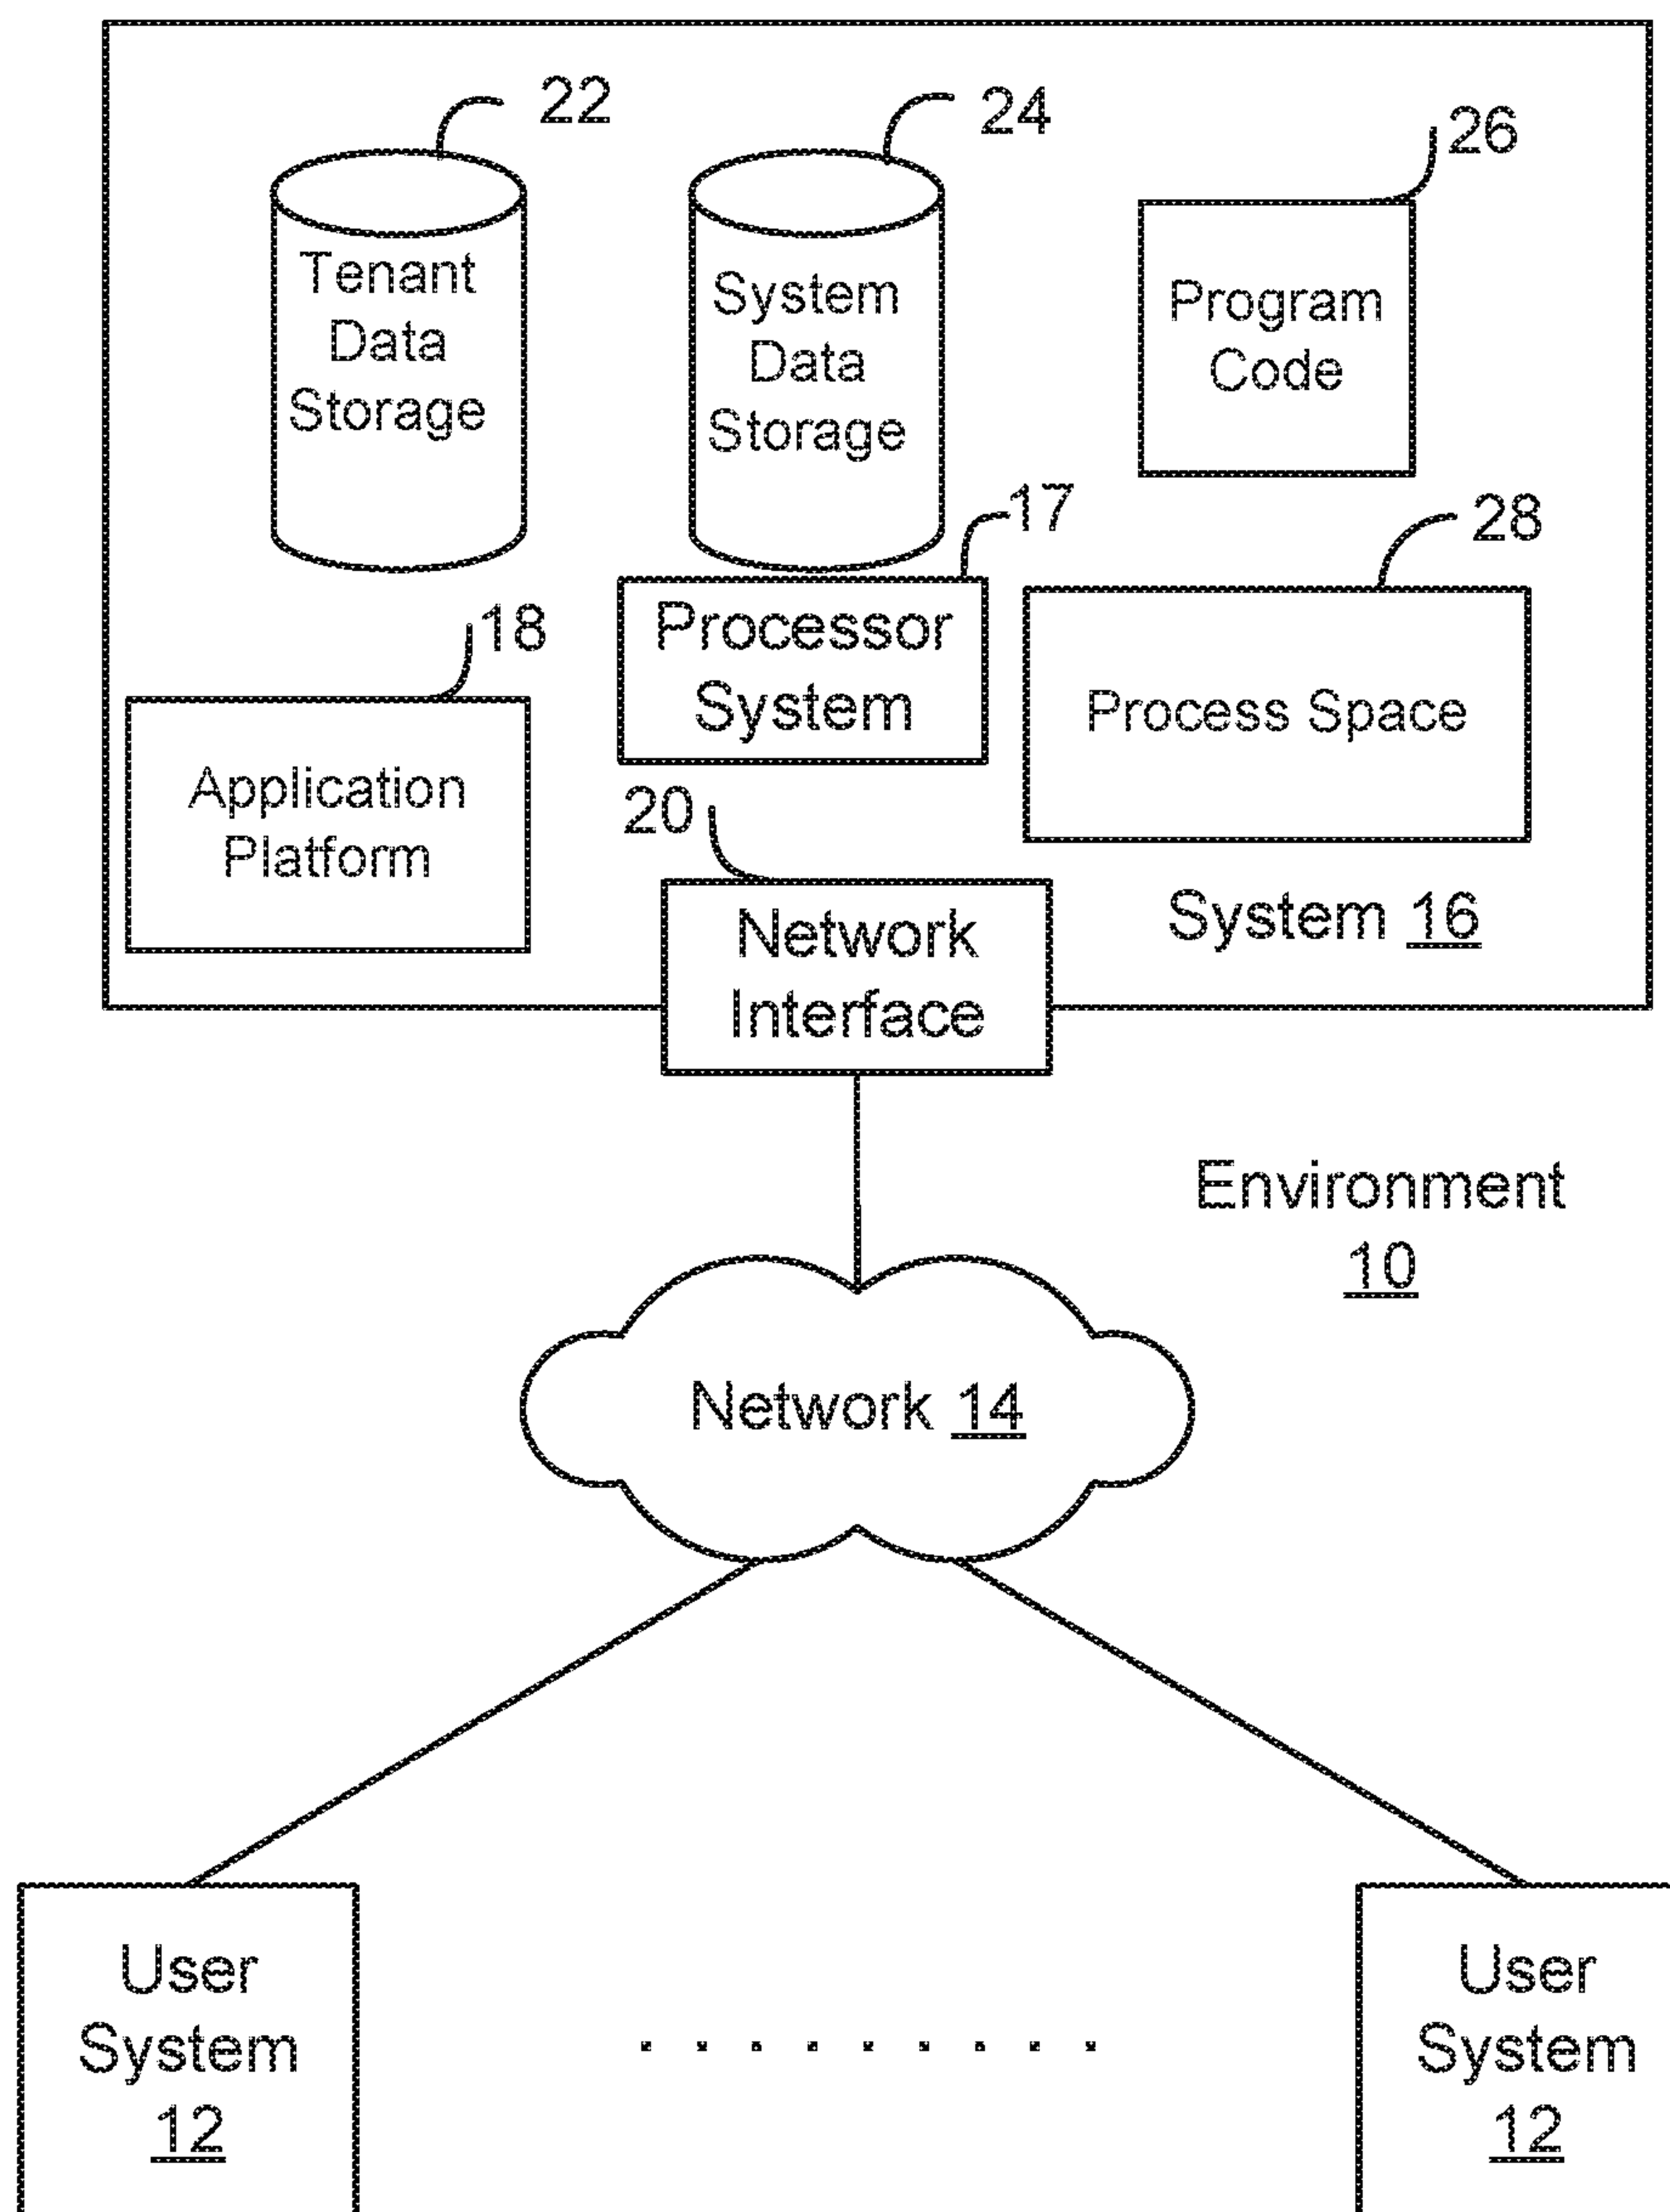 22
24
26
Tenant
Data
Storage
System
Data
Storage
Program
Code
17
28
18
Processor
System
Process Space
Application
Platform
20
Network
Interface
System 16
Environment
10
Network 14
User
System
12
. . . . . . . . .
User
System
12